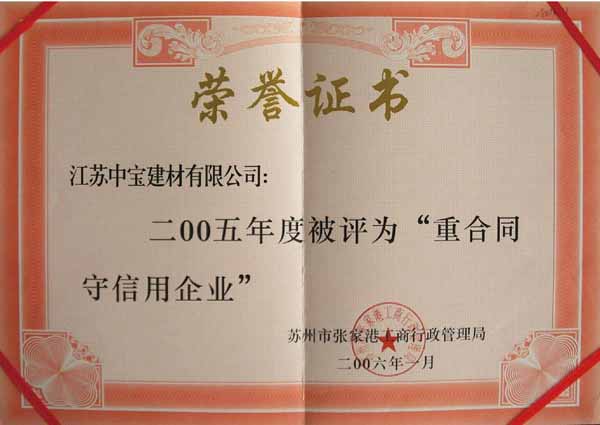 荣誉证书
江苏中宝建材有限公司:
二00五年度被评为“重合同
守信用企业”
苏州市张家港工商行政管理局
二00六年一月